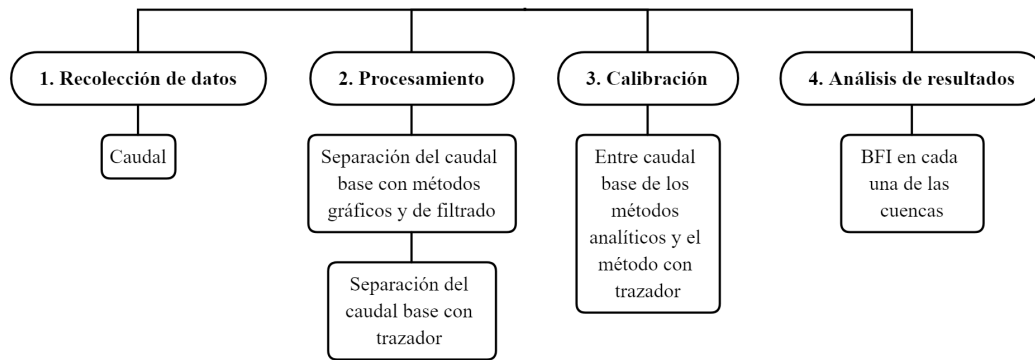 1. Recolección de datos
Caudal
2. Procesamiento
Separación del caudal
base con métodos
gráficos y de filtrado
Separación del
caudal base con
trazador
3. Calibración
Entre caudal
base de los
métodos
analíticos y el
método con
trazador
4. Análisis de resultados
BFI en cada
una de las
cuencas